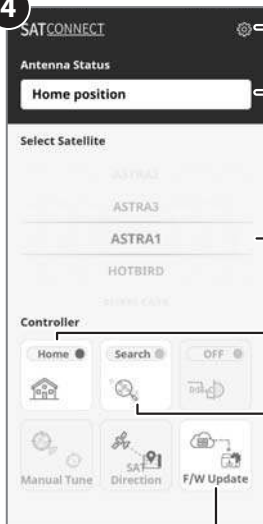 4
SATCONNECT
Antenna Status
Home position
Select Satellite
ASTRA2
ASTRA3
ASTRA1
HOTBIRD
Controller
Home Search OFF
Manual Tune SAT Direction F/W Update